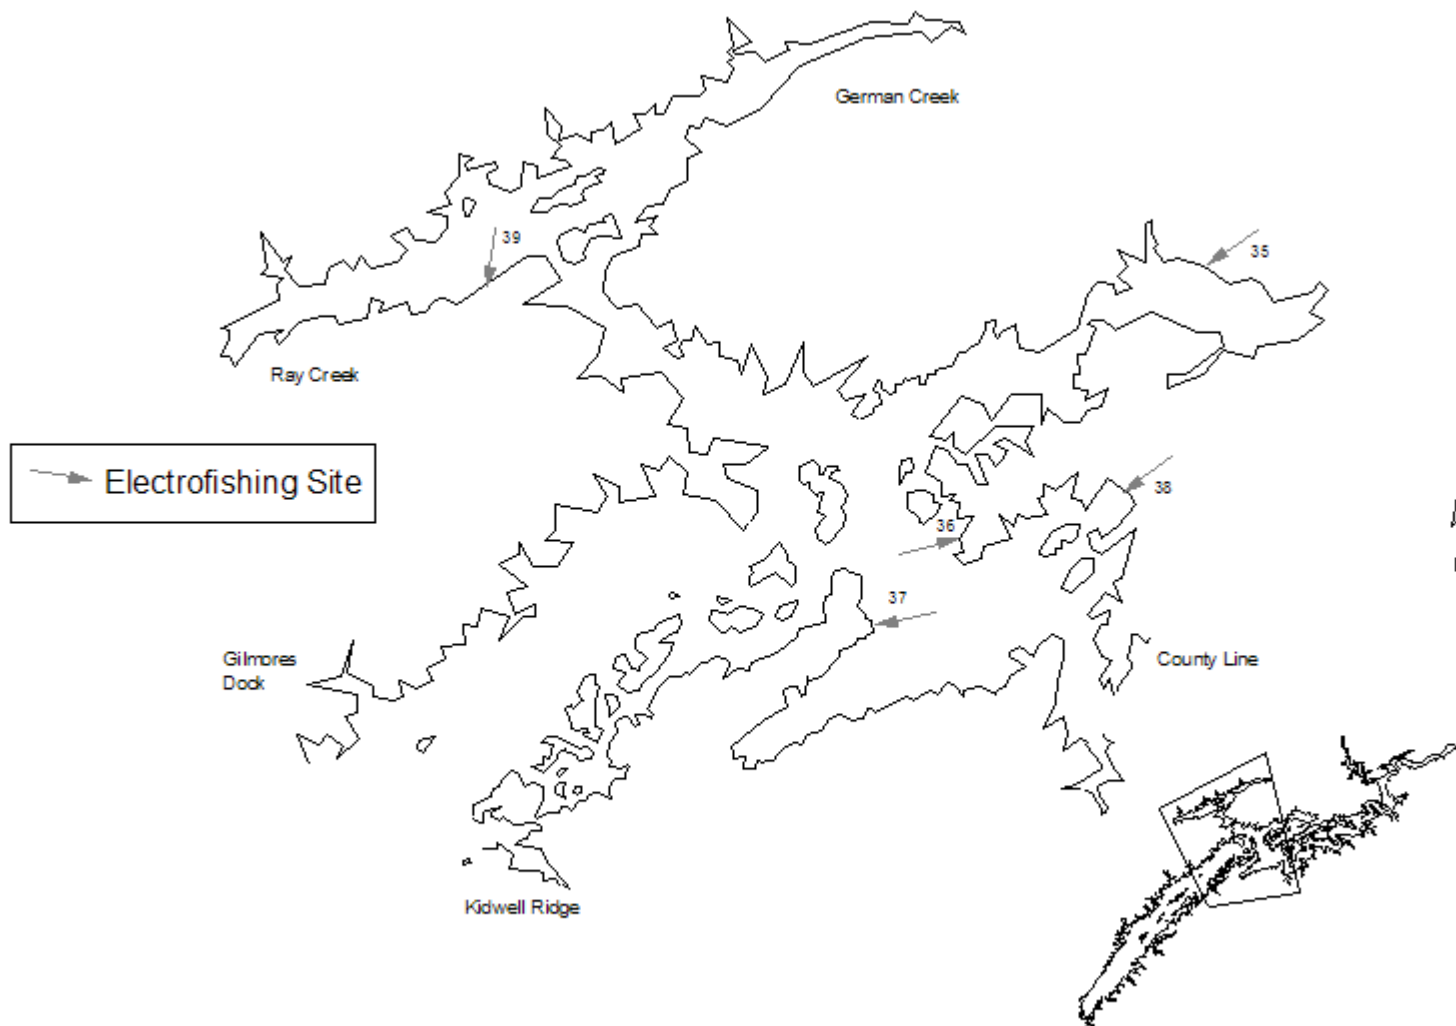 German Creek
39
35
Ray Creek
Electrofishing Site
38
36
37
Gilmores
Dock
County Line
Kidwell Ridge